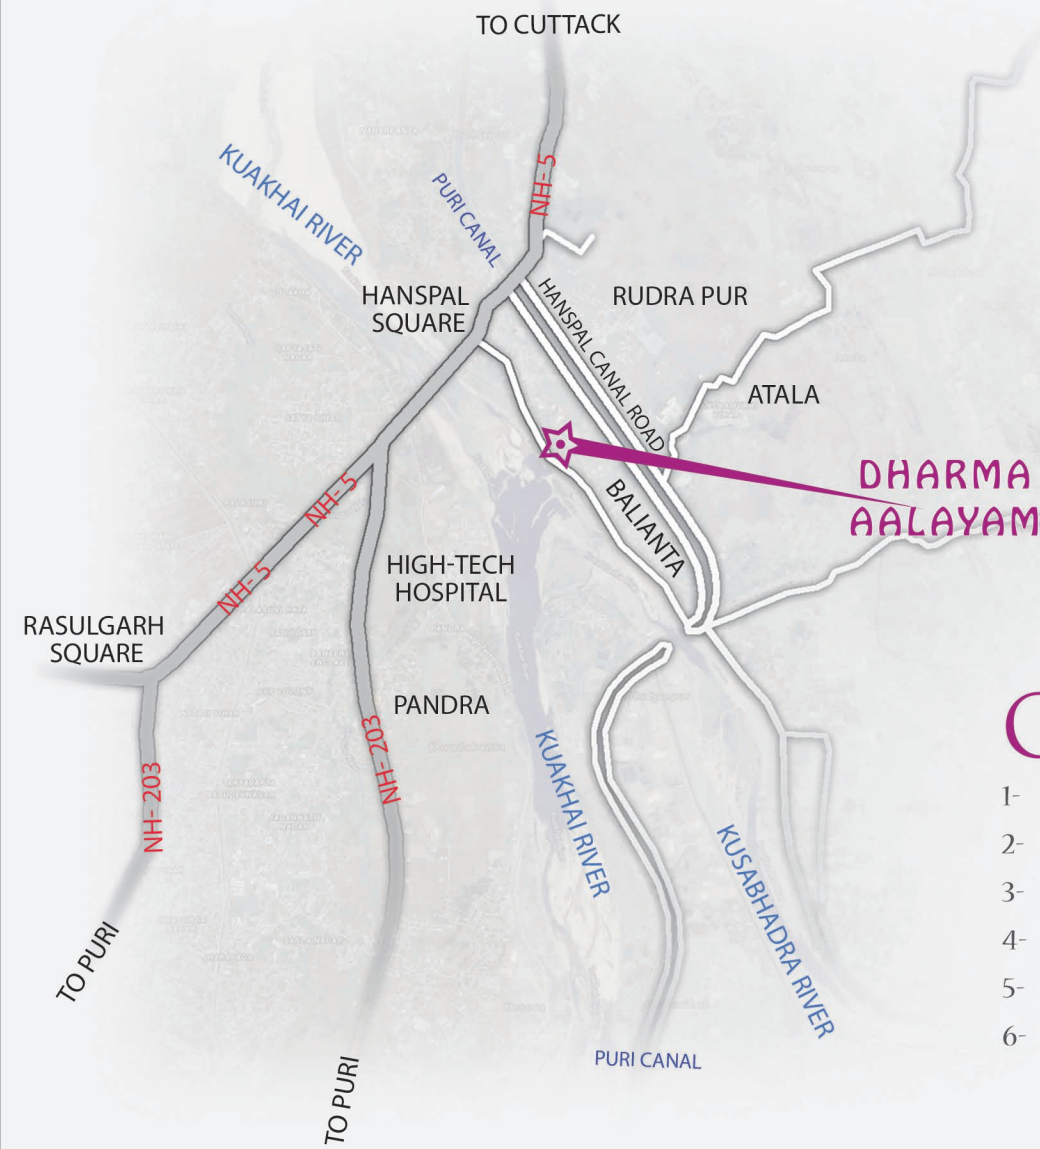 TO CUTTACK
NH- 5
KUAKHAI RIVER
PURI CANAL
HANSPAL
SQUARE
HANSPAL CANAL ROAD
RUDRA PUR
ATALA
DHARMA
AALAYAM
BALIANTA
NH- 5
NH- 5
HIGH-TECH
HOSPITAL
RASULGARH
SQUARE
PANDRA
NH- 203
NH- 203
KUAKHAI RIVER
KUSABHADRA RIVER
1-
2-
3-
4-
5-
6-
TO PURI
TO PURI
PURI CANAL